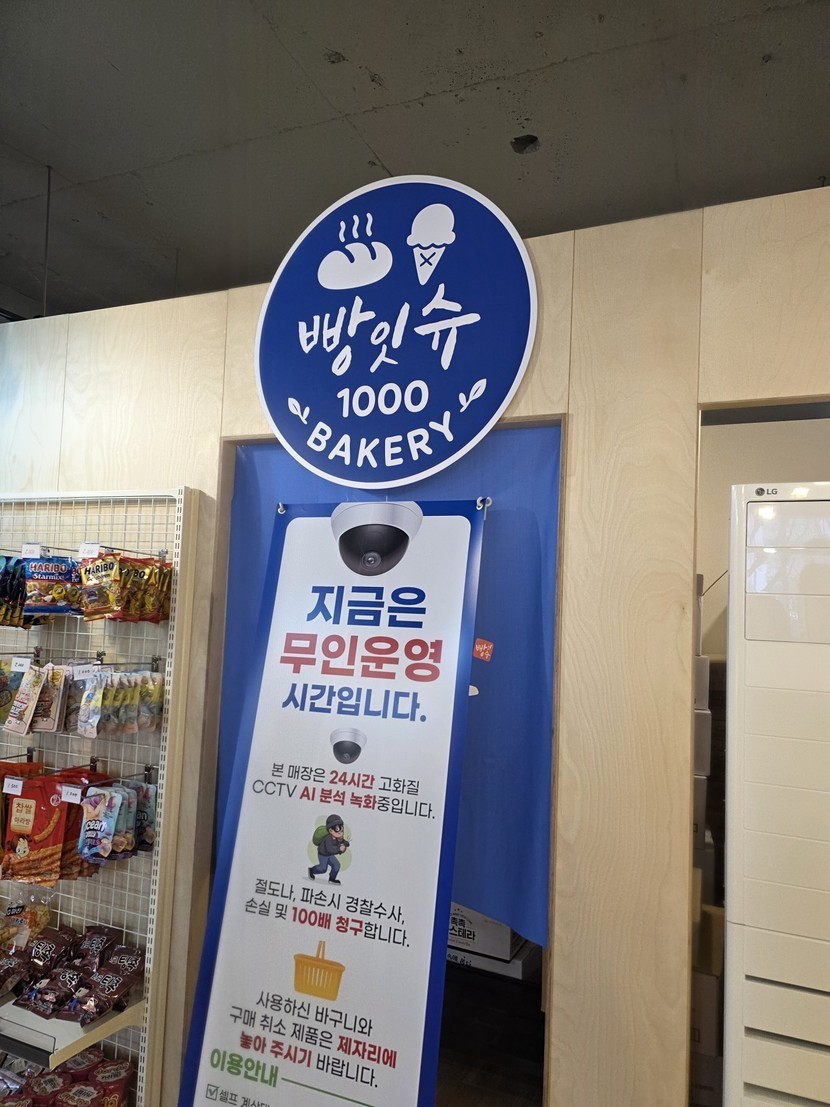 빵잇슈
1000
BAKERY
LG
지금은
무인운영
시간입니다.
본 매장은 24시간 고화질
CCTV AI 분석 녹화중입니다.
절도나, 파손시 경찰수사,
손실 및 100배 청구합니다.
사용하신 바구니와
구매 취소 제품은 제자리에
놓아 주시기 바랍니다.
이용안내
셀프
HARIBO
Starmix
HARIBO
찹쌀